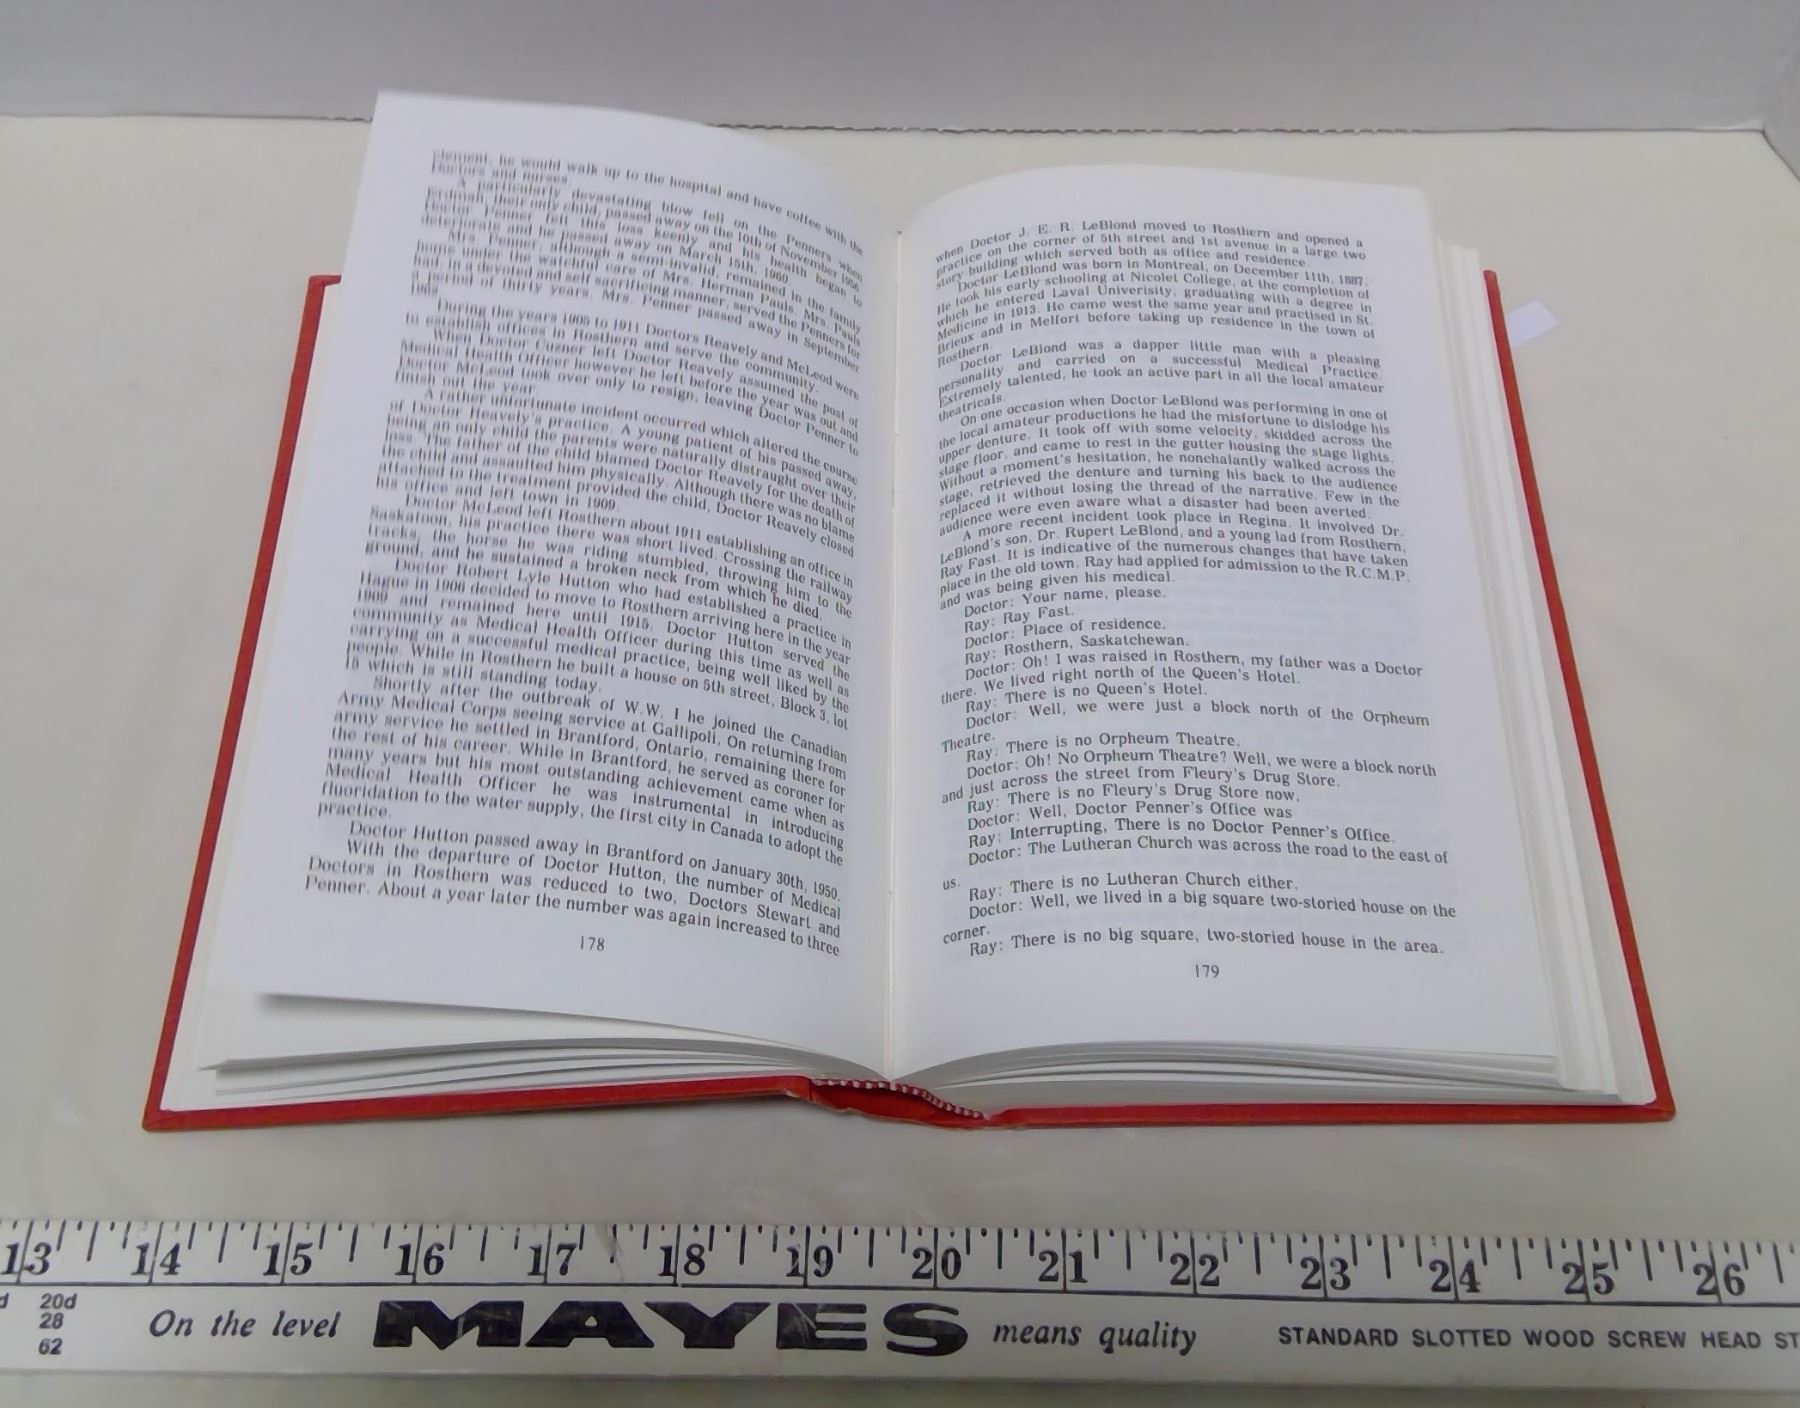 element, he would walk up to the hospital and have coffee with the
Doctors and nurses.
A particularly devastating blow fell on the Penners when
their only child, passed away on the 10th of November 1956
Doctor Penner felt this loss keenly and his health began to
deteriorate and he passed away on March 15th, 1960.
Mrs. Penner, although a semi-invalid, remained in the family
home under the watchful care of Mrs. Herman Pauls. Mrs. Pauls
had, in a devoted and self sacrificing manner, served the Penners for
a period of thirty years. Mrs. Penner passed away in September
During the years 1905 to 1911 Doctors Reavely and McLeod were
to establish offices in Rosthern and serve the community.
When Doctor left Doctor Reavely assumed the post of
Medical Health Officer however he left before the year was out and
Doctor McLeod took over only to resign, leaving Doctor Penner to
finish out the year.
A rather unfortunate incident occurred which altered the course
of Doctor Reavely's practice. A young patient of his passed away,
being an only child the parents were naturally distraught over their
loss. The father of the child blamed Doctor Reavely for the death of
the child and assaulted him physically. Although there was no blame
attached to the treatment provided the child, Doctor Reavely closed
his office and left town in 1909.
Doctor McLeod left Rosthern about 1911 establishing an office in
Saskatoon, his practice there was short lived. Crossing the railway
tracks, the horse he was riding stumbled, throwing him to the
ground, and he sustained a broken neck from which he died.
Doctor Robert Lyle Hutton who had established a practice in
Hague in 1906 decided to move to Rosthern arriving here in the year
1909 and remained here until 1915. Doctor Hutton served the
community as Medical Health Officer during this time as well as
carrying on a successful medical practice, being well liked by the
people. While in Rosthern he built a house on 5th street, Block 3, lot
15 which is still standing today.
Shortly after the outbreak of W.W. I he joined the Canadian
Army Medical Corps seeing service at Gallipoli. On returning from
army service he settled in Brantford, Ontario, remaining there for
the rest of his career. While in Brantford, he served as coroner for
many years but his most outstanding achievement came when as
Medical Health Officer he was instrumental in introducing
fluoridation to the water supply, the first city in Canada to adopt the
practice.
Doctor Hutton passed away in Brantford on January 30th, 1950.
With the departure of Doctor Hutton, the number of Medical
Doctors in Rosthern was reduced to two, Doctors Stewart and
Penner. About a year later the number was again increased to three
178
when Doctor J. E. R. LeBlond moved to Rosthern and opened a
practice on the corner of 5th street and 1st avenue in a large two
story building which served both as office and residence.
Doctor LeBlond was born in Montreal, on December 11th, 1887.
He took his early schooling at Nicolet College, at the completion of
which he entered Laval Univerisity, graduating with a degree in
Medicine in 1913. He came west the same year and practised in St.
Brieux and in Melfort before taking up residence in the town of
Rosthern.
Doctor LeBlond was a dapper little man with a pleasing
personality and carried on a successful Medical Practice.
Extremely talented, he took an active part in all the local amateur
theatricals.
On one occasion when Doctor LeBlond was performing in one of
the local amateur productions he had the misfortune to dislodge his
upper denture. It took off with some velocity, skidded across the
stage floor, and came to rest in the gutter housing the stage lights.
Without a moment's hesitation, he nonchalantly walked across the
stage, retrieved the denture and turning his back to the audience
replaced it without losing the thread of the narrative. Few in the
audience were even aware what a disaster had been averted.
A more recent incident took place in Regina. It involved Dr.
LeBlond's son, Dr. Rupert LeBlond, and a young lad from Rosthern,
Ray Fast. It is indicative of the numerous changes that have taken
place in the old town. Ray had applied for admission to the R.C.M.P.
and was being given his medical.
Doctor: Your name, please.
Ray: Ray Fast.
Doctor: Place of residence.
Ray: Rosthern, Saskatchewan.
Doctor: Oh! I was raised in Rosthern, my father was a Doctor
there. We lived right north of the Queen's Hotel.
Ray: There is no Queen's Hotel.
Doctor: Well, we were just a block north of the Orpheum
Theatre.
Ray: There is no Orpheum Theatre.
Doctor: Oh! No Orpheum Theatre? Well, we were a block north
and just across the street from Fleury's Drug Store.
Ray: There is no Fleury's Drug Store now.
Doctor: Well, Doctor Penner's Office was
Ray: Interrupting, There is no Doctor Penner's Office.
Doctor: The Lutheran Church was across the road to the east of
us.
Ray: There is no Lutheran Church either.
Doctor: Well, we lived in a big square two-storied house on the
corner.
Ray: There is no big square, two-storied house in the area.
179
13 14 15 16 17 18 19 20 21 22 23 24 25 26
d 20d
28
62
On the level MAYES means quality STANDARD SLOTTED WOOD SCREW HEAD ST